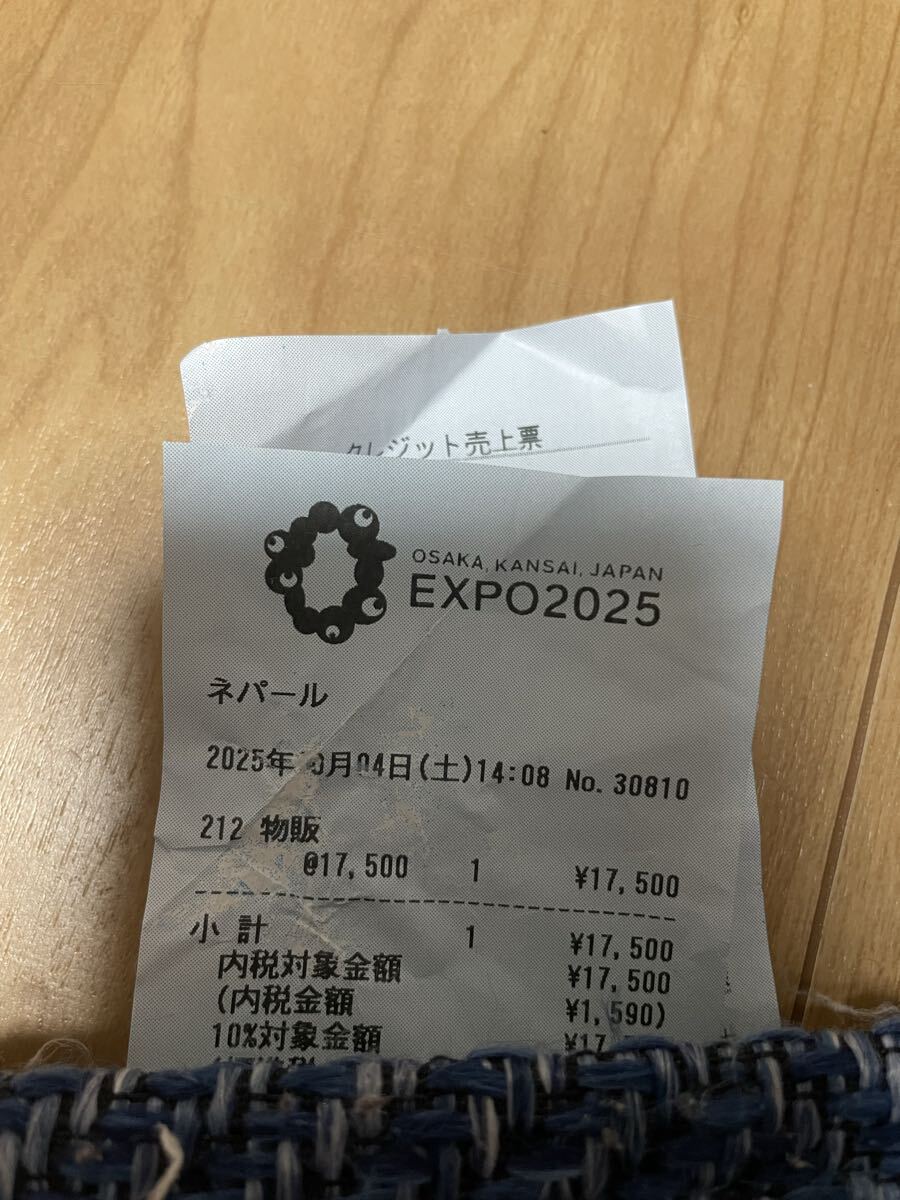 クレジット売上票
OSAKA, KANSAI, JAPAN
EXPO2025
ネパール
2025年 月04日(土)14:08 No. 30810
212 物販
@17,500 1 ¥17,500
小 計 1 ¥17,500
内税対象金額 ¥17,500
(内税金額 ¥1,590)
10%対象金額 ¥17